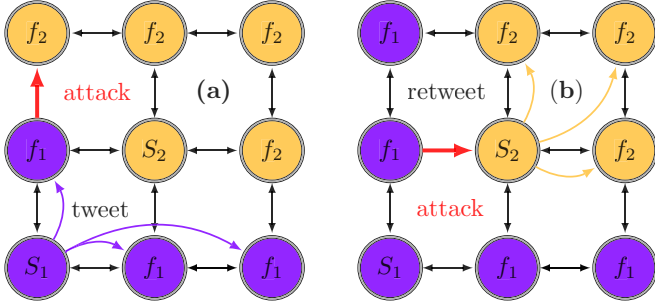 f₂ f₂ f₂
attack (a)
f₁ S₂ f₂
tweet
S₁ f₁ f₁
f₁ f₂ f₂
retweet (b)
f₁ S₂ f₂
attack
S₁ f₁ f₁